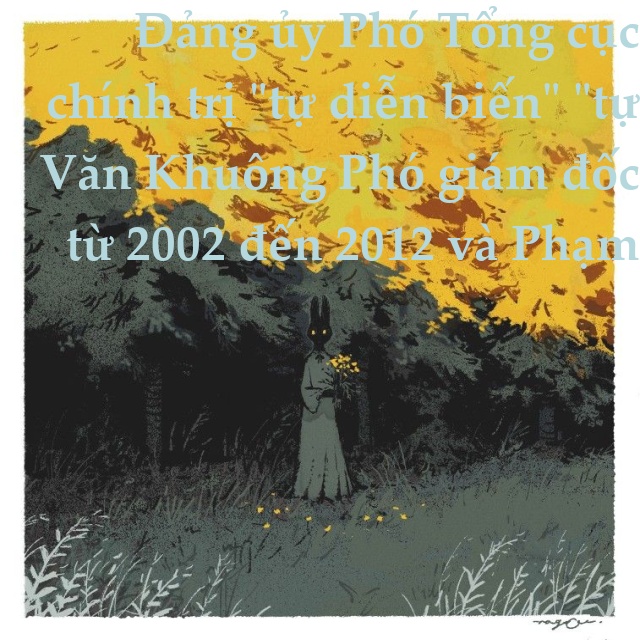 Đảng ủy Phó Tổng cục
chính trị "tự diễn biến" "tự
Văn Khuông Phó giám đốc
từ 2002 đến 2012 và Phạm